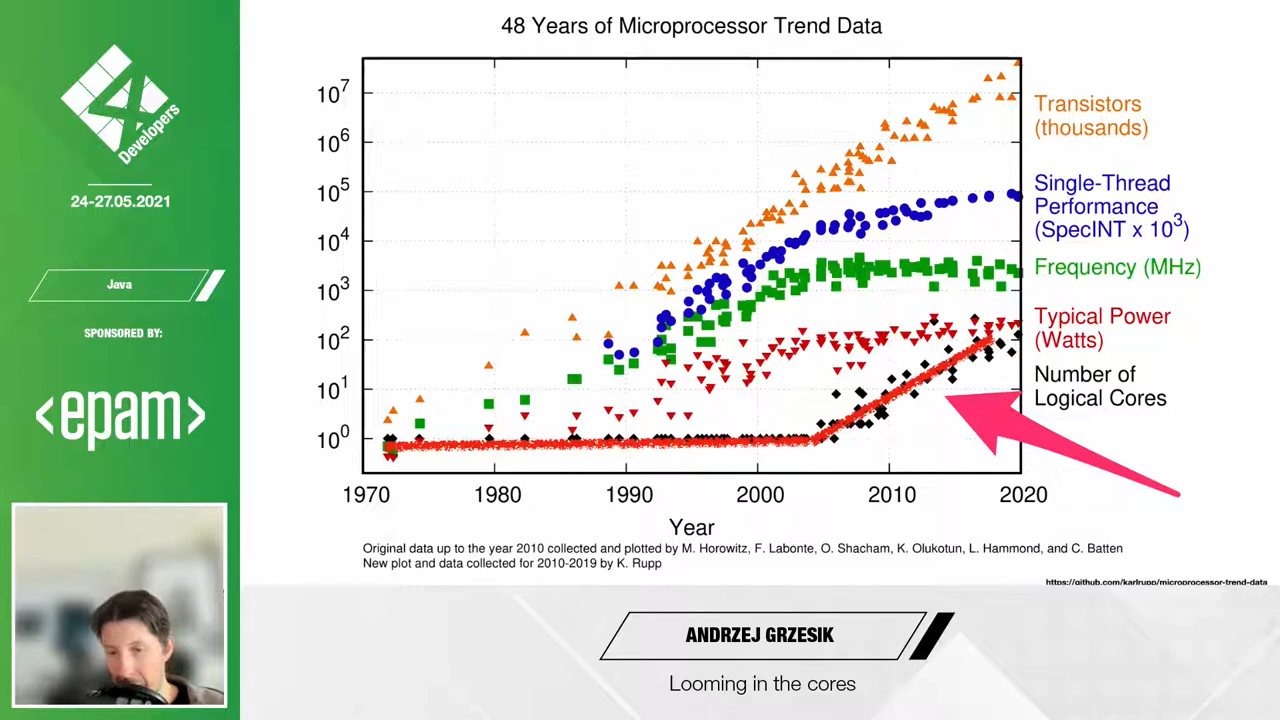 4
Developers
24-27.05.2021
Java
SPONSORED BY:
<epam>
48 Years of Microprocessor Trend Data
10^7
10^6
10^5
10^4
10^3
10^2
10^1
10^0
1970 1980 1990 2000 2010 2020
Year
Transistors
(thousands)
Single-Thread
Performance
(SpecINT x 10^3)
Frequency (MHz)
Typical Power
(Watts)
Number of
Logical Cores
Original data up to the year 2010 collected and plotted by M. Horowitz, F. Labonte, O. Shacham, K. Olukotun, L. Hammond, and C. Batten
New plot and data collected for 2010-2019 by K. Rupp
https://github.com/karlrupp/microprocessor-trend-data
ANDRZEJ GRZESIK
Looming in the cores